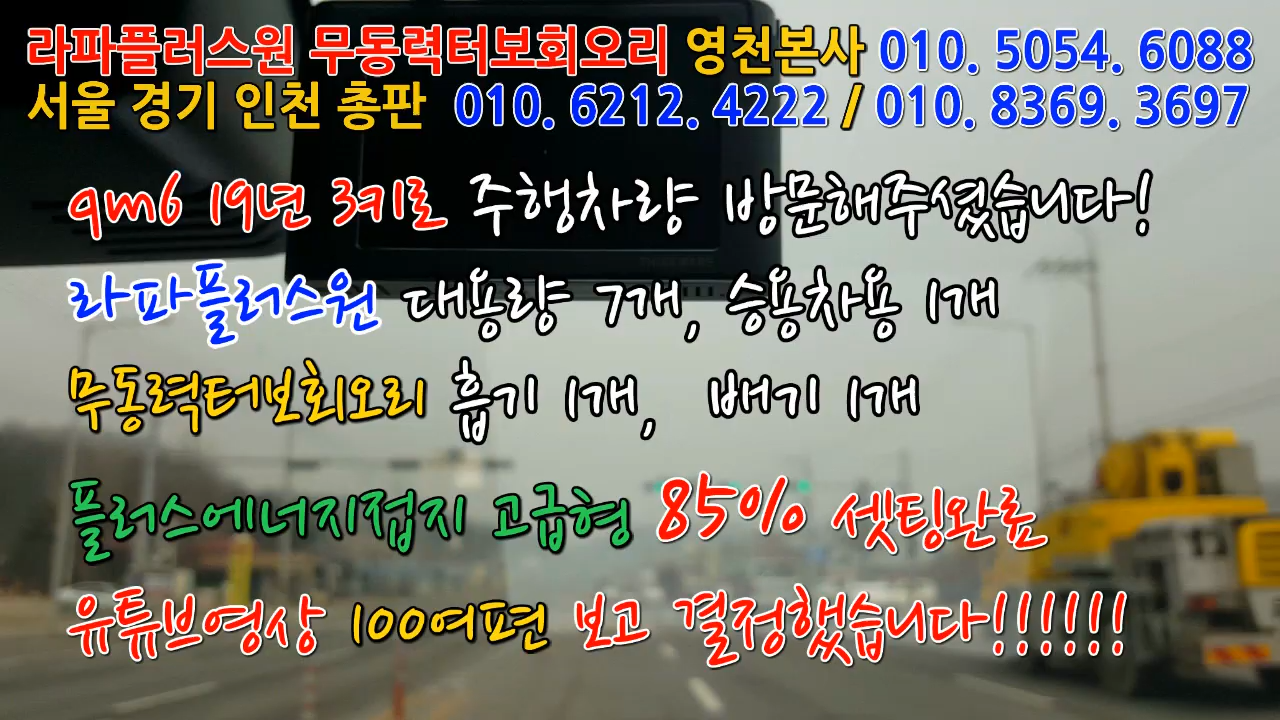 라파플러스원 무동력터보회오리 영천본사 010. 5054. 6088
서울 경기 인천 총판 010. 6212. 4222 / 010. 8369. 3697
qm6 19년 3키로 주행차량 방문해주셨습니다!
라파플러스원 대용량 7개, 승용차용 1개
무동력터보회오리 흡기 1개, 배기 1개
플러스에너지접지 고급형 85% 셋팅완료
유튜브영상 100여편 보고 결정했습니다!!!!!!